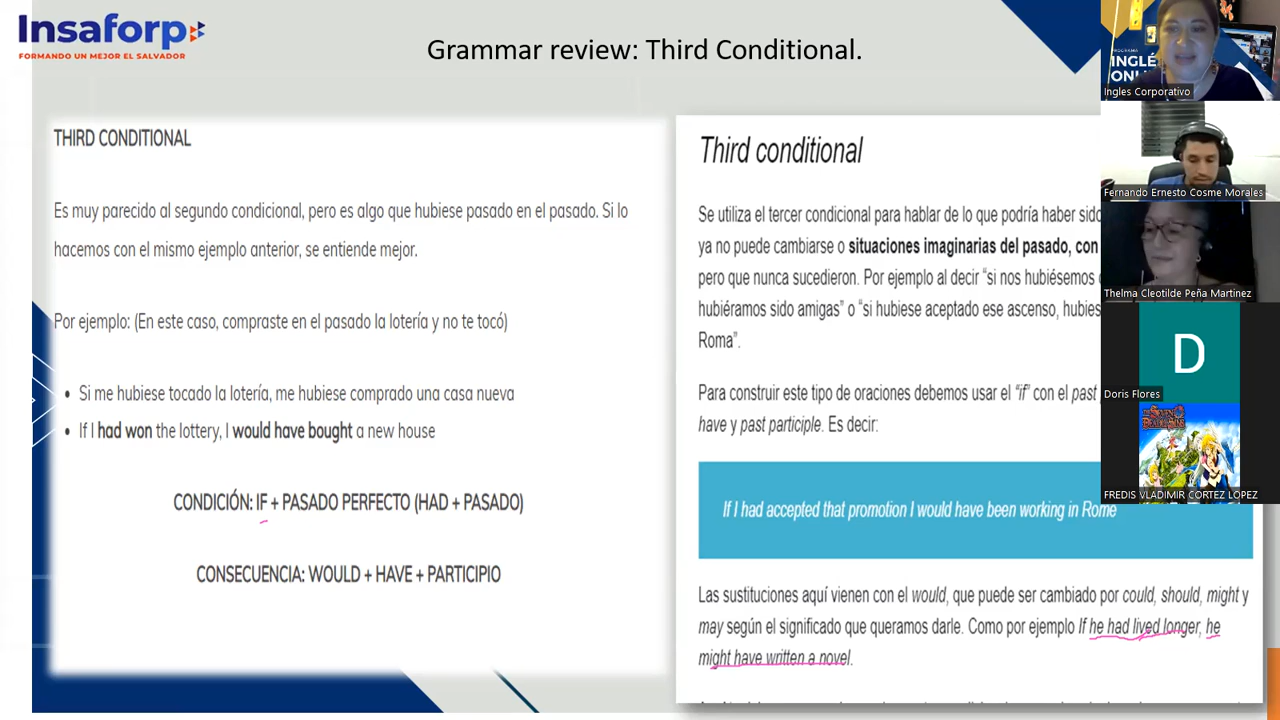 Insaforp
FORMANDO UN MEJOR EL SALVADOR
Grammar review: Third Conditional.
THIRD CONDITIONAL
Es muy parecido al segundo condicional, pero es algo que hubiese pasado en el pasado. Si lo
hacemos con el mismo ejemplo anterior, se entiende mejor.
Por ejemplo: (En este caso, compraste en el pasado la lotería y no te tocó)
• Si me hubiese tocado la lotería, me hubiese comprado una casa nueva
• If I had won the lottery, I would have bought a new house
CONDICIÓN: IF + PASADO PERFECTO (HAD + PASADO)
CONSECUENCIA: WOULD + HAVE + PARTICIPIO
Third conditional
Se utiliza el tercer condicional para hablar de lo que podría haber sido
ya no puede cambiarse o situaciones imaginarias del pasado, con
pero que nunca sucedieron. Por ejemplo al decir “si nos hubiésemos
hubiéramos sido amigas” o “si hubiese aceptado ese ascenso,
Roma”.
Para construir este tipo de oraciones debemos usar el “if” con el past
have y past participle. Es decir:
If I had accepted that promotion I would have been working in Rome
Las sustituciones aquí vienen con el would, que puede ser cambiado por could, should, might y
may según el significado que queramos darle. Como por ejemplo If he had lived longer, he
might have written a novel.
PROGRAMA
INGLÉ
ONLI
Ingles Corporativo
Fernando Ernesto Cosme Morales
Thelma Cleotilde Peña Martinez
D
Doris Flores
FREDIS VLADIMIR CORTEZ LOPEZ